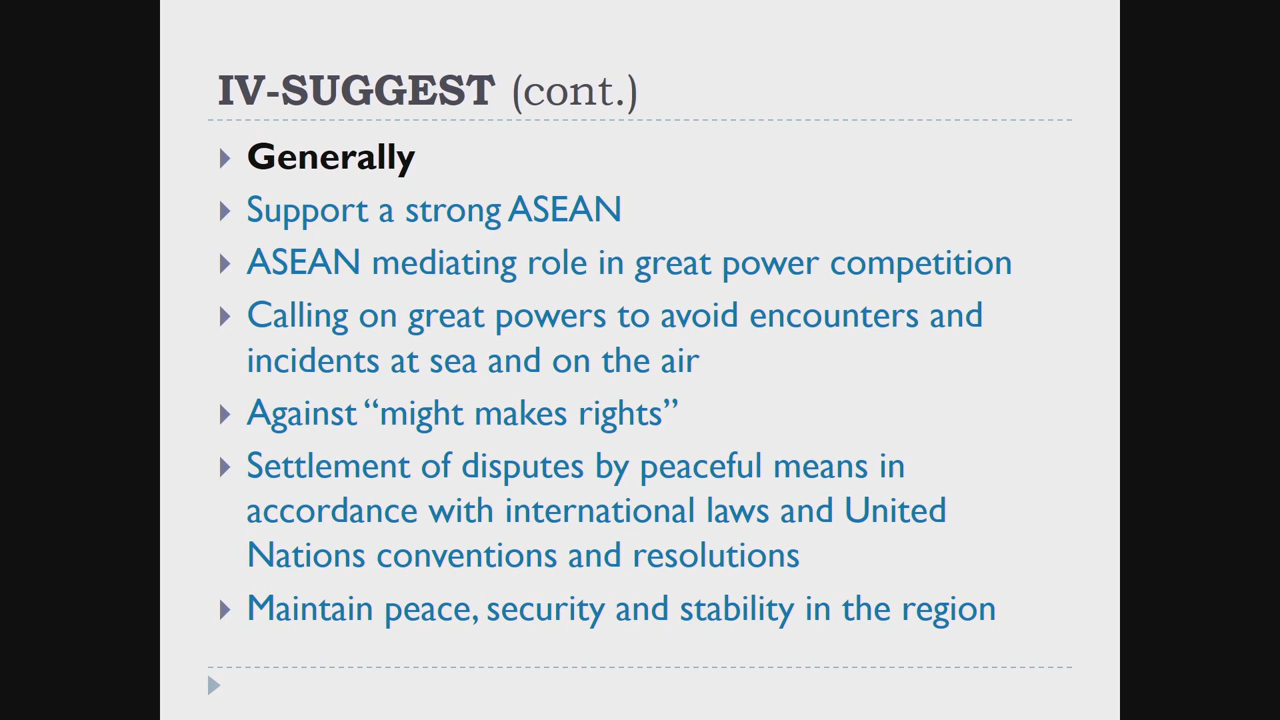 IV-SUGGEST (cont.)
Generally
Support a strong ASEAN
ASEAN mediating role in great power competition
Calling on great powers to avoid encounters and
incidents at sea and on the air
Against “might makes rights”
Settlement of disputes by peaceful means in
accordance with international laws and United
Nations conventions and resolutions
Maintain peace, security and stability in the region